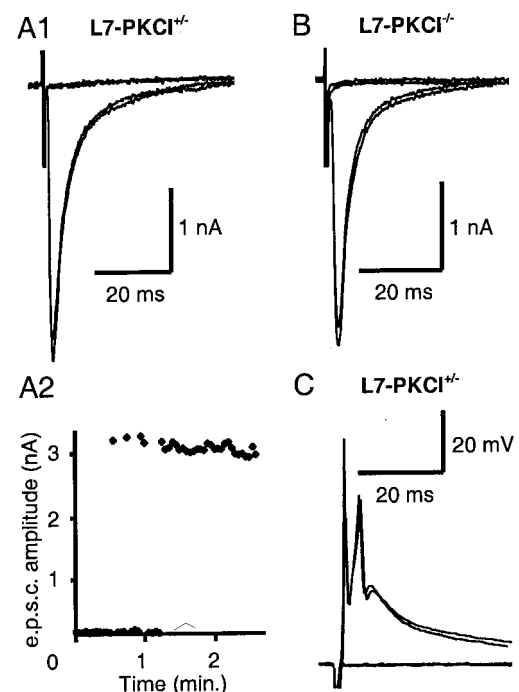 A1
L7-PKCI+/-
B
L7-PKCI-/-
1 nA
20 ms
1 nA
20 ms
A2
C
L7-PKCI+/-
e.p.s.c. amplitude (nA)
3
2
1
0
1
2
Time (min.)
20 mV
20 ms